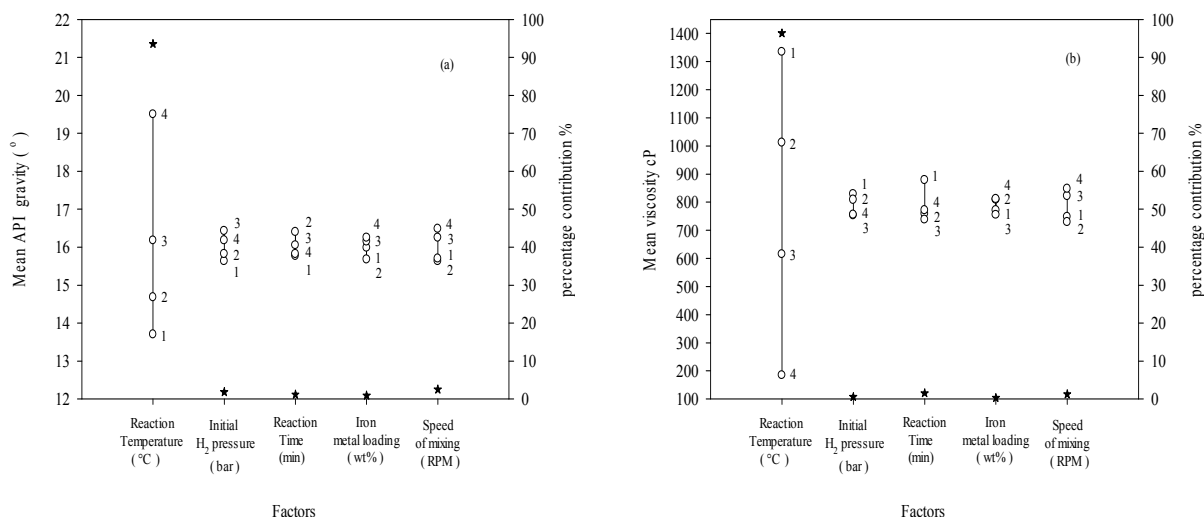 22
21
20
19
18
17
16
15
14
13
12
Mean API gravity ( ° )
100
90
80
70
60
50
40
30
20
10
0
percentage contribution %
(a)
4
3
2
1
3
4
2
1
2
3
4
1
4
3
1
2
4
3
1
2
Reaction
Temperature
( °C )
Initial
H2 pressure
( bar )
Reaction
Time
(min)
Iron
metal loading
( wt% )
Speed
of mixing
( RPM )
Factors
1400
1300
1200
1100
1000
900
800
700
600
500
400
300
200
100
Mean viscosity cP
100
90
80
70
60
50
40
30
20
10
0
percentage contribution %
(b)
1
2
3
4
1
2
4
3
1
4
2
3
4
2
1
3
4
3
1
2
Reaction
Temperature
( °C )
Initial
H2 pressure
( bar )
Reaction
Time
(min)
Iron
metal loading
( wt% )
Speed
of mixing
( RPM )
Factors